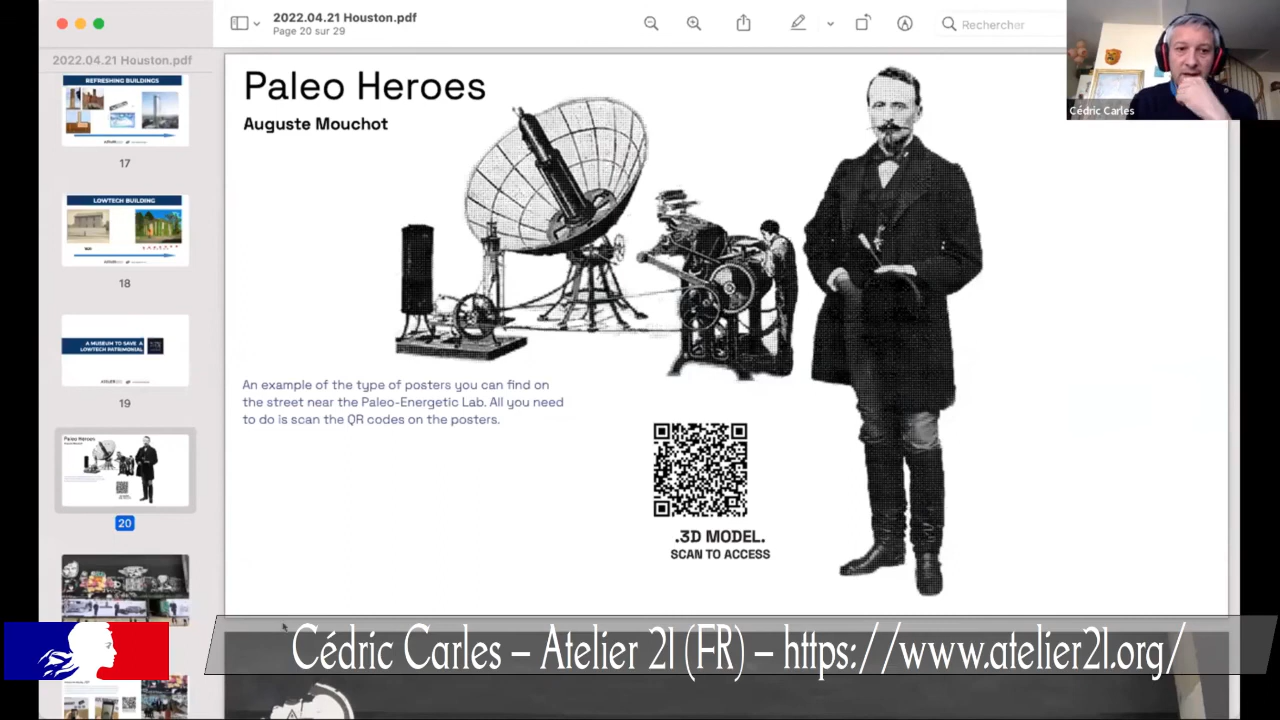 2022.04.21 Houston.pdf
Page 20 sur 29
Rechercher
Cédric Carles
2022.04.21 Houston.pdf
REFRESHING BUILDINGS
17
LOWTECH BUILDING
18
A MUSEUM TO SAVE A
LOWTECH PATRIMONIAL
19
Paleo Heroes
20
Paleo Heroes
Auguste Mouchot
An example of the type of posters you can find on
the street near the Paleo-Energetic Lab. All you need
to do is scan the QR codes on the posters.
.3D MODEL.
SCAN TO ACCESS
Cédric Carles – Atelier 21 (FR) – https://www.atelier21.org/